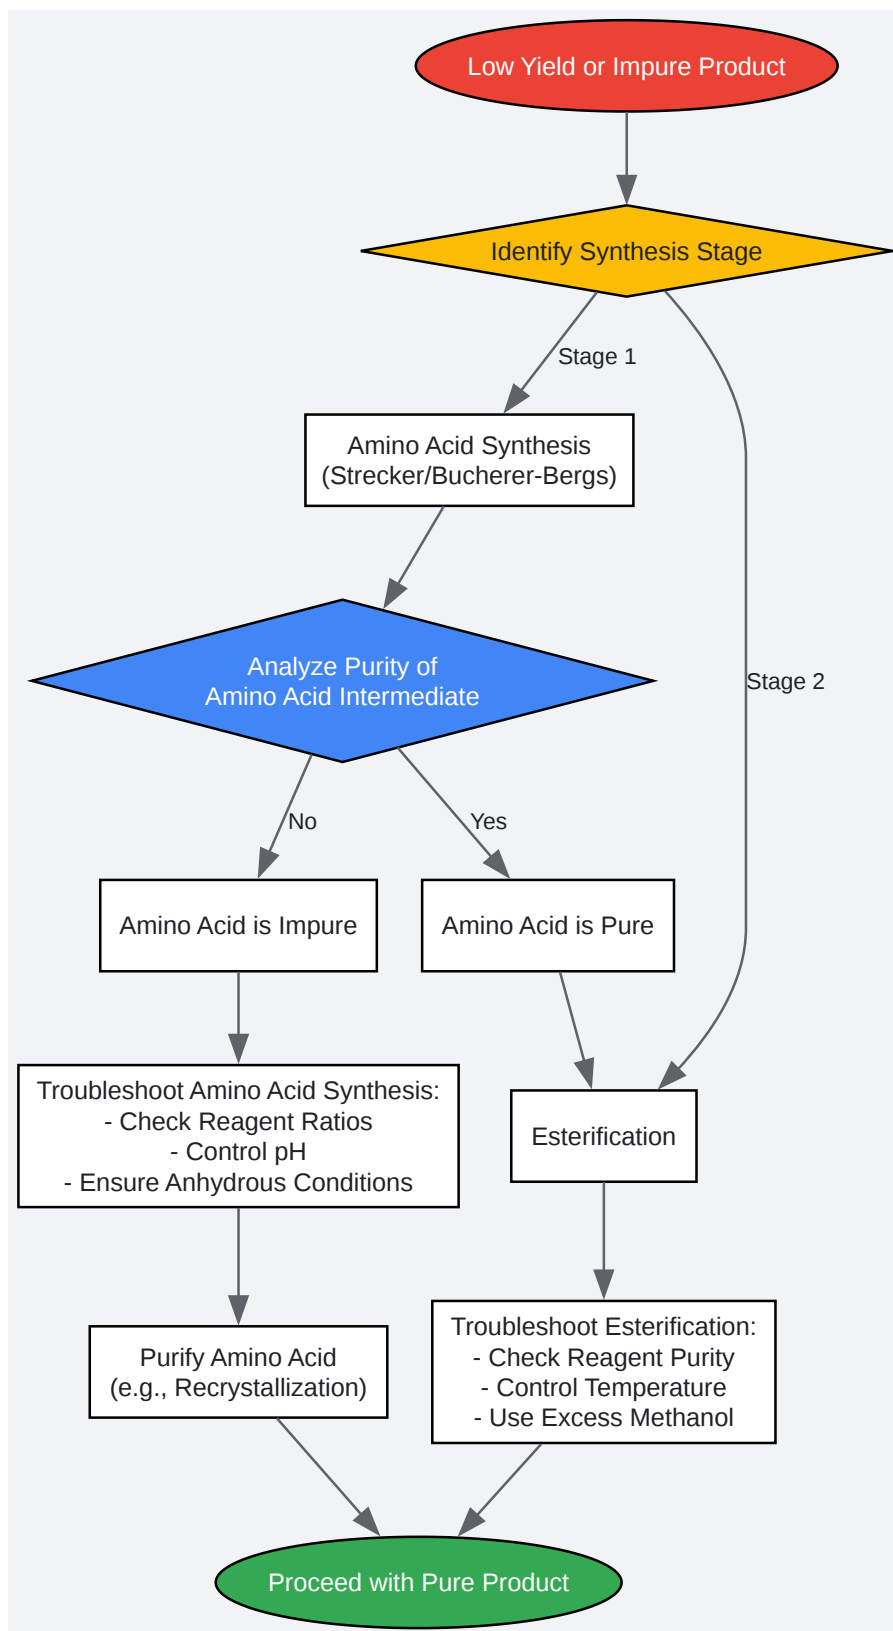 Low Yield or Impure Product
Identify Synthesis Stage
Stage 1
Amino Acid Synthesis
(Strecker/Bucherer-Bergs)
Analyze Purity of
Amino Acid Intermediate
Stage 2
No
Yes
Amino Acid is Impure
Amino Acid is Pure
Troubleshoot Amino Acid Synthesis:
- Check Reagent Ratios
- Control pH
- Ensure Anhydrous Conditions
Esterification
Purify Amino Acid
(e.g., Recrystallization)
Troubleshoot Esterification:
- Check Reagent Purity
- Control Temperature
- Use Excess Methanol
Proceed with Pure Product